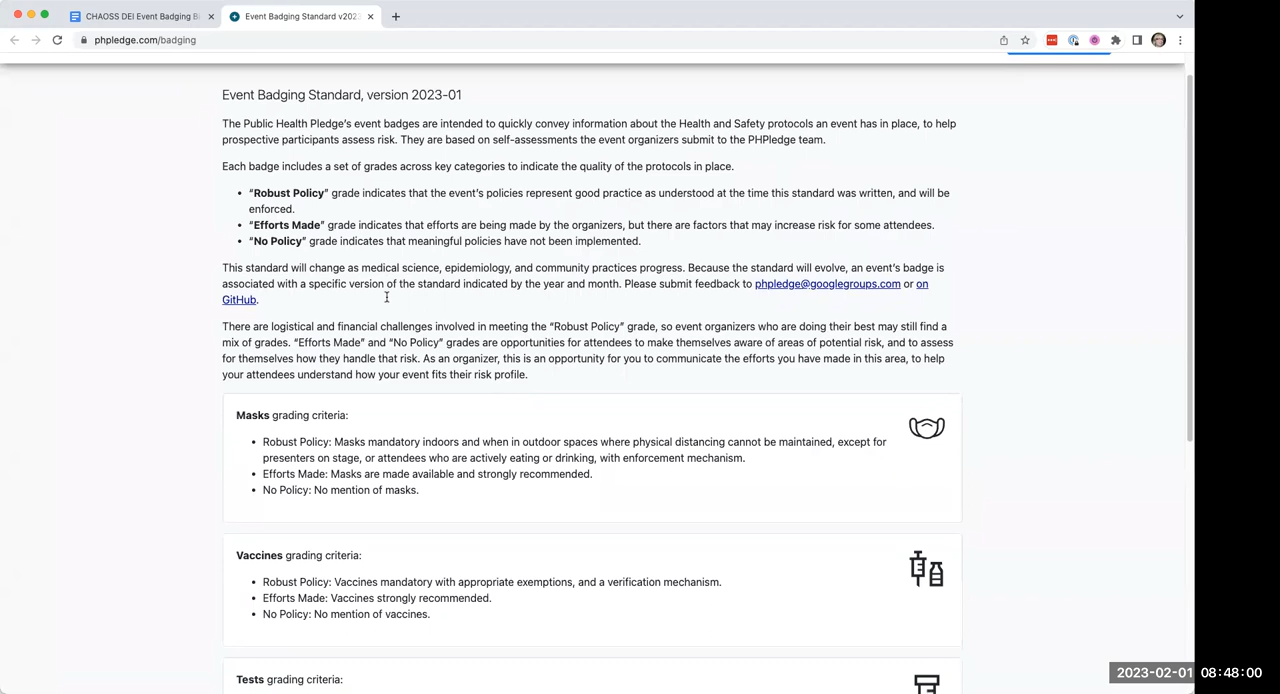 CHAOSS DEI Event Badging B
Event Badging Standard v2023
phpledge.com/badging
Event Badging Standard, version 2023-01
The Public Health Pledge's event badges are intended to quickly convey information about the Health and Safety protocols an event has in place, to help
prospective participants assess risk. They are based on self-assessments the event organizers submit to the PHPledge team.
Each badge includes a set of grades across key categories to indicate the quality of the protocols in place.
• “Robust Policy” grade indicates that the event's policies represent good practice as understood at the time this standard was written, and will be
enforced.
• “Efforts Made” grade indicates that efforts are being made by the organizers, but there are factors that may increase risk for some attendees.
• “No Policy” grade indicates that meaningful policies have not been implemented.
This standard will change as medical science, epidemiology, and community practices progress. Because the standard will evolve, an event's badge is
associated with a specific version of the standard indicated by the year and month. Please submit feedback to phpledge@googlegroups.com or on
GitHub.
There are logistical and financial challenges involved in meeting the “Robust Policy” grade, so event organizers who are doing their best may still find a
mix of grades. “Efforts Made” and “No Policy” grades are opportunities for attendees to make themselves aware of areas of potential risk, and to assess
for themselves how they handle that risk. As an organizer, this is an opportunity for you to communicate the efforts you have made in this area, to help
your attendees understand how your event fits their risk profile.
Masks grading criteria:
• Robust Policy: Masks mandatory indoors and when in outdoor spaces where physical distancing cannot be maintained, except for
presenters on stage, or attendees who are actively eating or drinking, with enforcement mechanism.
• Efforts Made: Masks are made available and strongly recommended.
• No Policy: No mention of masks.
Vaccines grading criteria:
• Robust Policy: Vaccines mandatory with appropriate exemptions, and a verification mechanism.
• Efforts Made: Vaccines strongly recommended.
• No Policy: No mention of vaccines.
Tests grading criteria:
2023-02-01 08:48:00